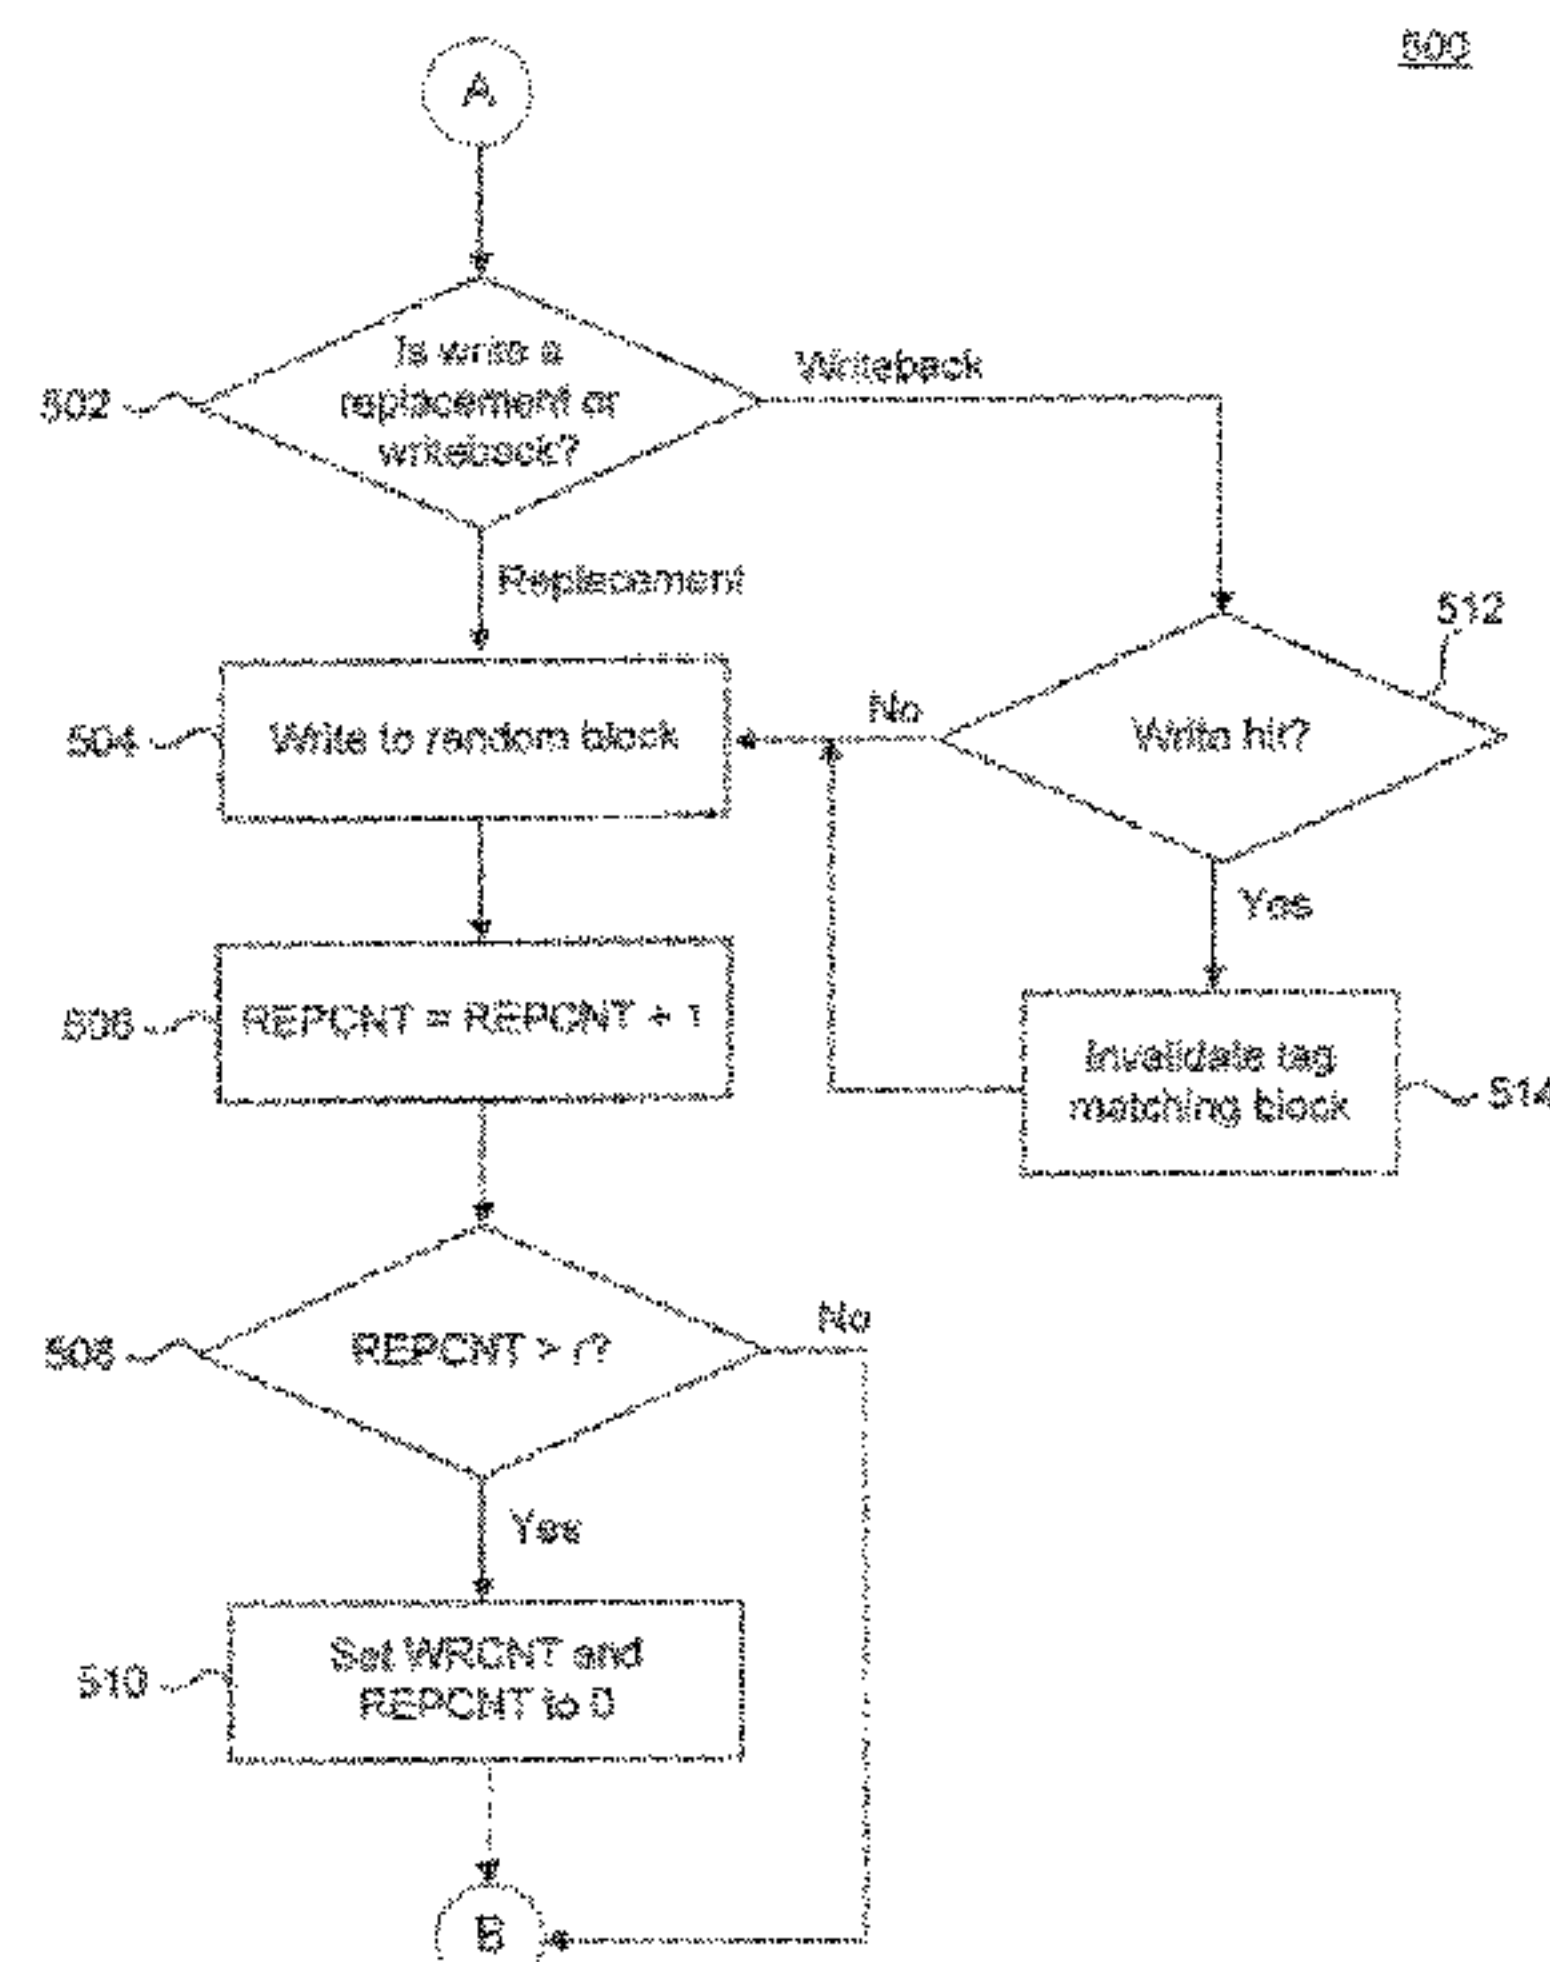 500
A
Is write a
replacement or
writeback?
502
Writeback
Replacement
512
504
Write to random block
No
Write hit?
Yes
506
REPCNT = REPCNT + 1
Invalidate tag
matching block
514
508
REPCNT > r?
No
Yes
510
Set WRCNT and
REPCNT to 0
B